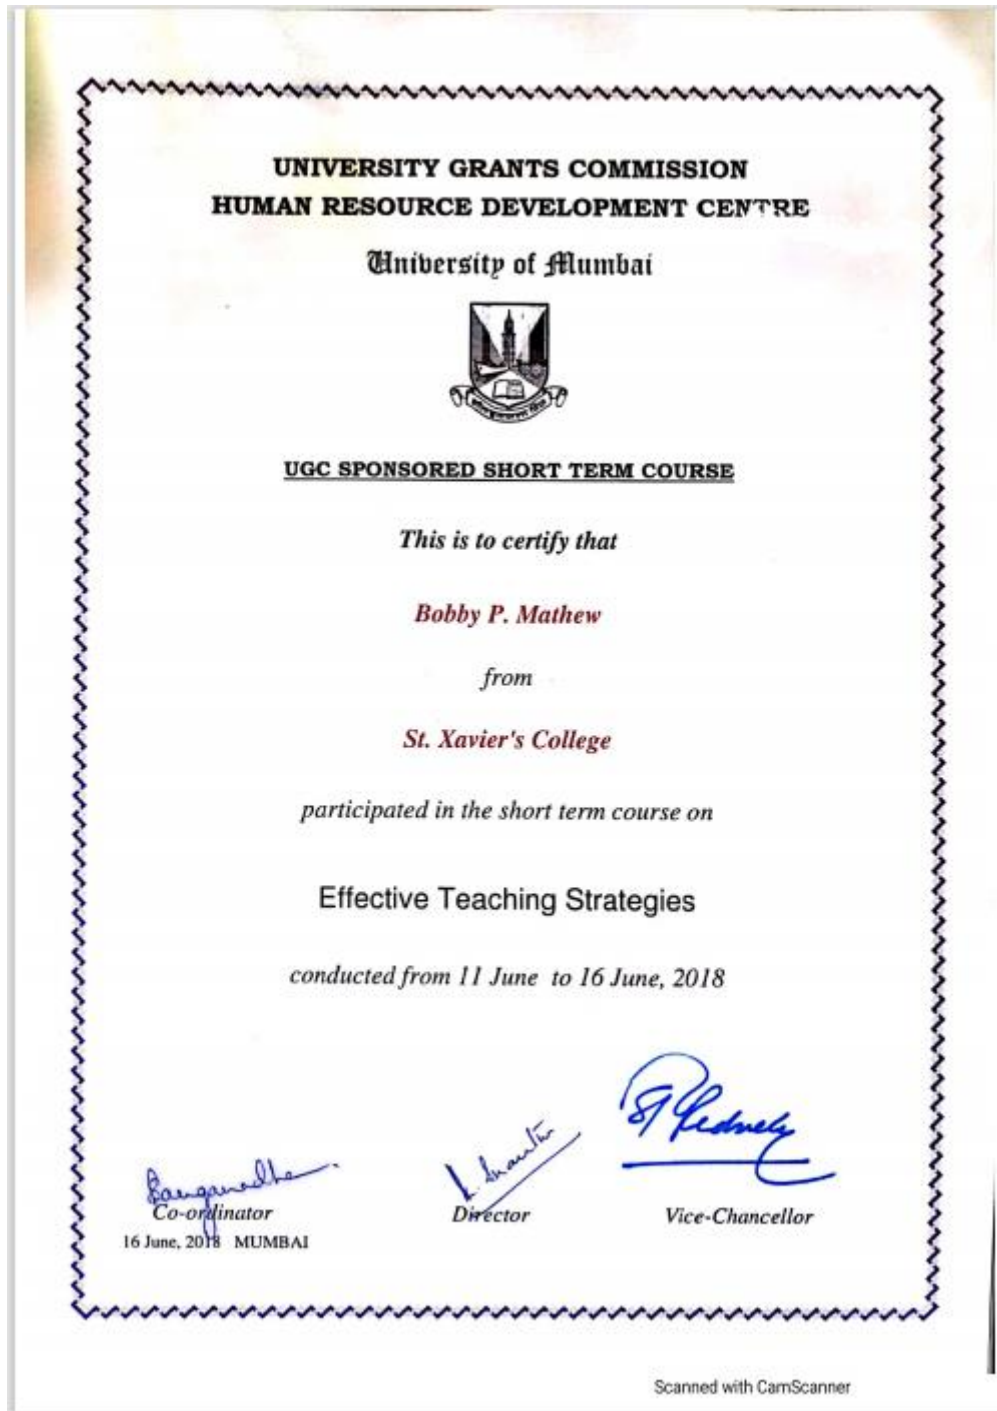 UNIVERSITY GRANTS COMMISSION
HUMAN RESOURCE DEVELOPMENT CENTRE
University of Mumbai
UGC SPONSORED SHORT TERM COURSE
This is to certify that
Bobby P. Mathew
from
St. Xavier's College
participated in the short term course on
Effective Teaching Strategies
conducted from 11 June to 16 June, 2018
Co-ordinator
Director
Vice-Chancellor
16 June, 2018 MUMBAI
Scanned with CamScanner